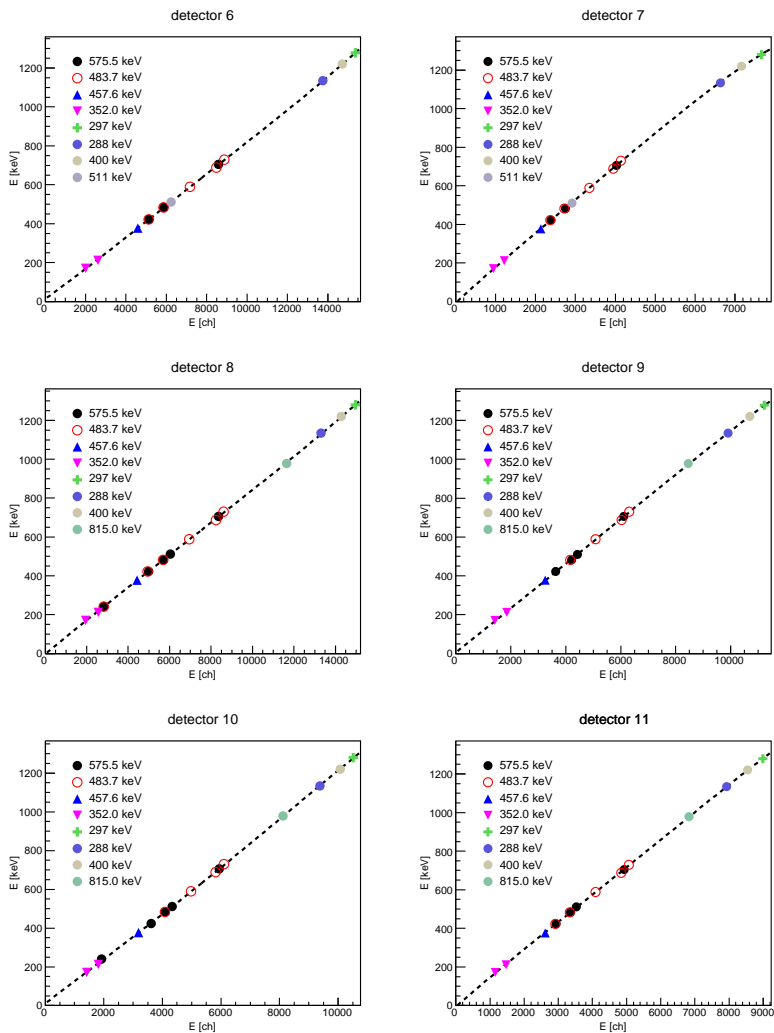 detector 6
E [keV]
1200
1000
800
600
400
200
0
575.5 keV
483.7 keV
457.6 keV
352.0 keV
297 keV
288 keV
400 keV
511 keV
0 2000 4000 6000 8000 10000 12000 14000
E [ch]
detector 7
E [keV]
1200
1000
800
600
400
200
0
575.5 keV
483.7 keV
457.6 keV
352.0 keV
297 keV
288 keV
400 keV
511 keV
0 1000 2000 3000 4000 5000 6000 7000
E [ch]
detector 8
E [keV]
1200
1000
800
600
400
200
0
575.5 keV
483.7 keV
457.6 keV
352.0 keV
297 keV
288 keV
400 keV
815.0 keV
0 2000 4000 6000 8000 10000 12000 14000
E [ch]
detector 9
E [keV]
1200
1000
800
600
400
200
0
575.5 keV
483.7 keV
457.6 keV
352.0 keV
297 keV
288 keV
400 keV
815.0 keV
0 2000 4000 6000 8000 10000
E [ch]
detector 10
E [keV]
1200
1000
800
600
400
200
0
575.5 keV
483.7 keV
457.6 keV
352.0 keV
297 keV
288 keV
400 keV
815.0 keV
0 2000 4000 6000 8000 10000
E [ch]
detector 11
E [keV]
1200
1000
800
600
400
200
0
575.5 keV
483.7 keV
457.6 keV
352.0 keV
297 keV
288 keV
400 keV
815.0 keV
0 1000 2000 3000 4000 5000 6000 7000 8000 9000
E [ch]